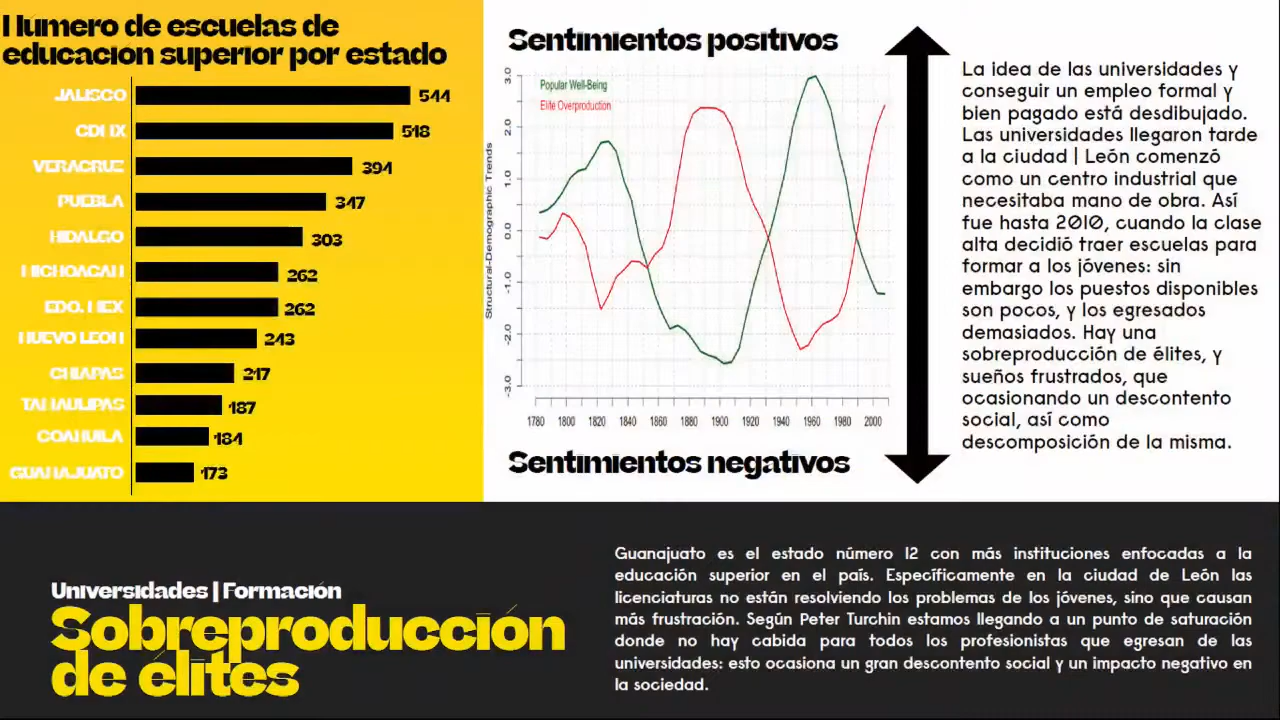 Número de escuelas de
educación superior por estado
JALISCO 544
CDMX 518
VERACRUZ 394
PUEBLA 347
HIDALGO 303
MICHOACAN 262
EDO. MEX 262
NUEVO LEON 243
CHIAPAS 217
TAMAULIPAS 187
COAHUILA 184
GUANAJUATO 173
Sentimientos positivos
Popular Well-Being
Elite Overproduction
Structural-Demographic Trends
3.0
2.0
1.0
0.0
-1.0
-2.0
-3.0
1780 1800 1820 1840 1860 1880 1900 1920 1940 1960 1980 2000
Sentimientos negativos
La idea de las universidades y
conseguir un empleo formal y
bien pagado está desdibujado.
Las universidades llegaron tarde
a la ciudad | León comenzó
como un centro industrial que
necesitaba mano de obra. Así
fue hasta 2010, cuando la clase
alta decidió traer escuelas para
formar a los jóvenes: sin
embargo los puestos disponibles
son pocos, y los egresados
demasiados. Hay una
sobreproducción de élites, y
sueños frustrados, que
ocasionando un descontento
social, así como
descomposición de la misma.
Universidades | Formación
Sobreproducción
de élites
Guanajuato es el estado número 12 con más instituciones enfocadas a la
educación superior en el país. Específicamente en la ciudad de León las
licenciaturas no están resolviendo los problemas de los jóvenes, sino que causan
más frustración. Según Peter Turchin estamos llegando a un punto de saturación
donde no hay cabida para todos los profesionistas que egresan de las
universidades: esto ocasiona un gran descontento social y un impacto negativo en
la sociedad.